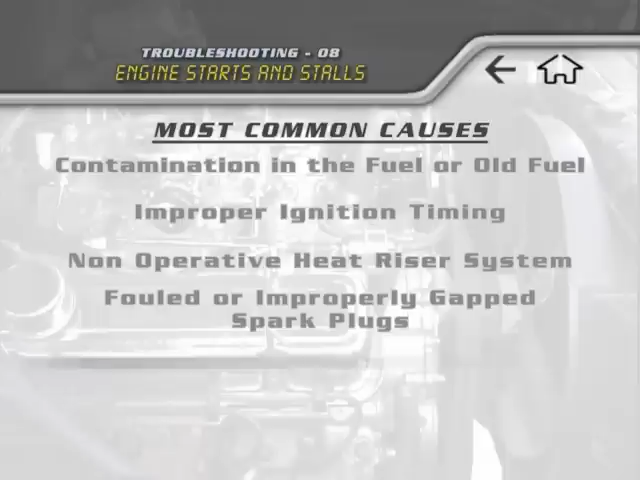 TROUBLESHOOTING - 08
ENGINE STARTS AND STALLS
MOST COMMON CAUSES
Contamination in the Fuel or Old Fuel
Improper Ignition Timing
Non Operative Heat Riser System
Fouled or Improperly Gapped
Spark Plugs